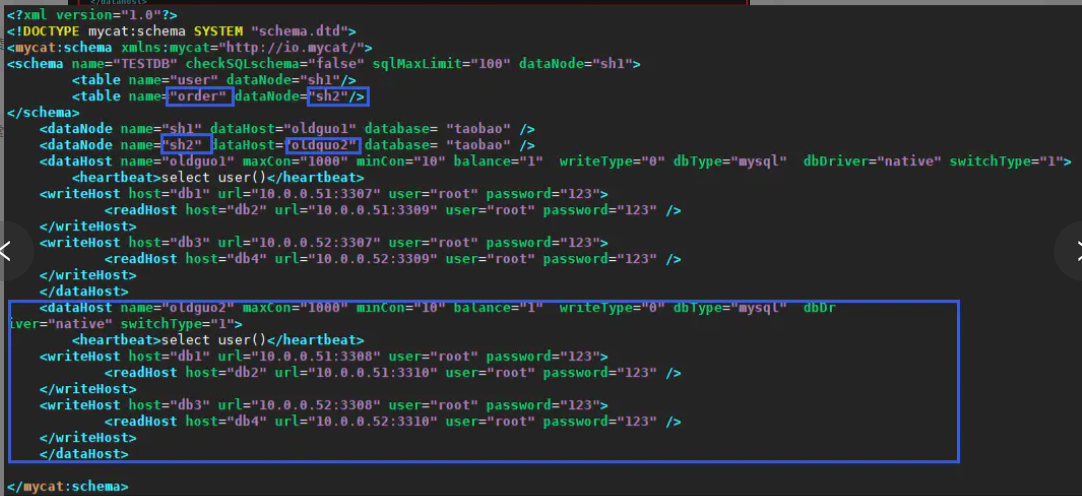 <?xml version="1.0"?>
<!DOCTYPE mycat:schema SYSTEM "schema.dtd">
<mycat:schema xmlns:mycat="http://io.mycat/">
<schema name="TESTDB" checkSQLschema="false" sqlMaxLimit="100" dataNode="sh1">
        <table name="user" dataNode="sh1"/>
        <table name="order" dataNode="sh2"/>
</schema>
    <dataNode name="sh1" dataHost="oldguo1" database= "taobao" />
    <dataNode name="sh2" dataHost="oldguo2" database= "taobao" />
    <dataHost name="oldguo1" maxCon="1000" minCon="10" balance="1"  writeType="0" dbType="mysql"  dbDriver="native" switchType="1">
        <heartbeat>select user()</heartbeat>
    <writeHost host="db1" url="10.0.0.51:3307" user="root" password="123">
            <readHost host="db2" url="10.0.0.51:3309" user="root" password="123" />
    </writeHost>
    <writeHost host="db3" url="10.0.0.52:3307" user="root" password="123">
            <readHost host="db4" url="10.0.0.52:3309" user="root" password="123" />
    </writeHost>
    </dataHost>
    <dataHost name="oldguo2" maxCon="1000" minCon="10" balance="1"  writeType="0" dbType="mysql"  dbDr
iver="native" switchType="1">
        <heartbeat>select user()</heartbeat>
    <writeHost host="db1" url="10.0.0.51:3308" user="root" password="123">
            <readHost host="db2" url="10.0.0.51:3310" user="root" password="123" />
    </writeHost>
    <writeHost host="db3" url="10.0.0.52:3308" user="root" password="123">
            <readHost host="db4" url="10.0.0.52:3310" user="root" password="123" />
    </writeHost>
    </dataHost>
</mycat:schema>